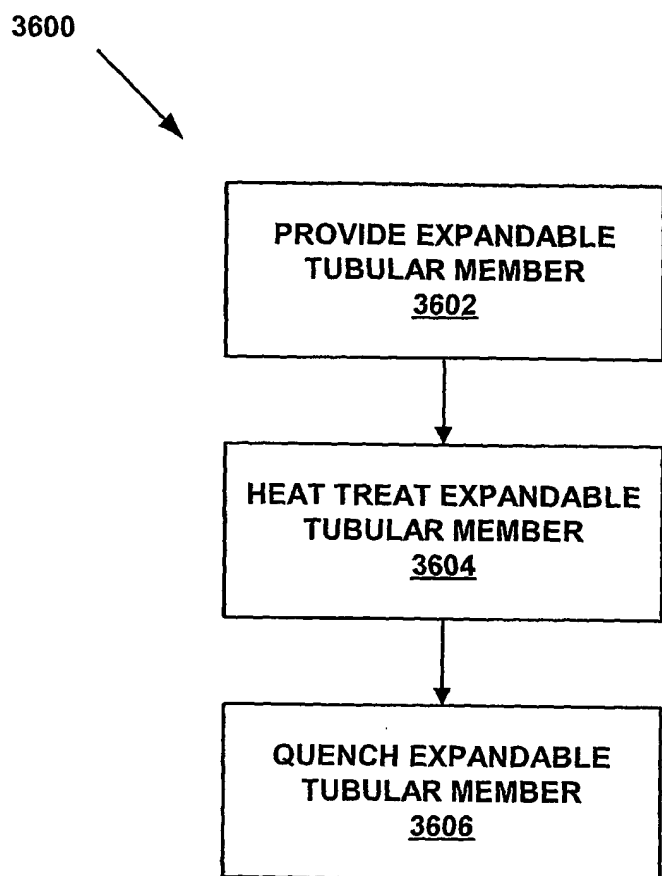 3600
PROVIDE EXPANDABLE
TUBULAR MEMBER
3602
HEAT TREAT EXPANDABLE
TUBULAR MEMBER
3604
QUENCH EXPANDABLE
TUBULAR MEMBER
3606